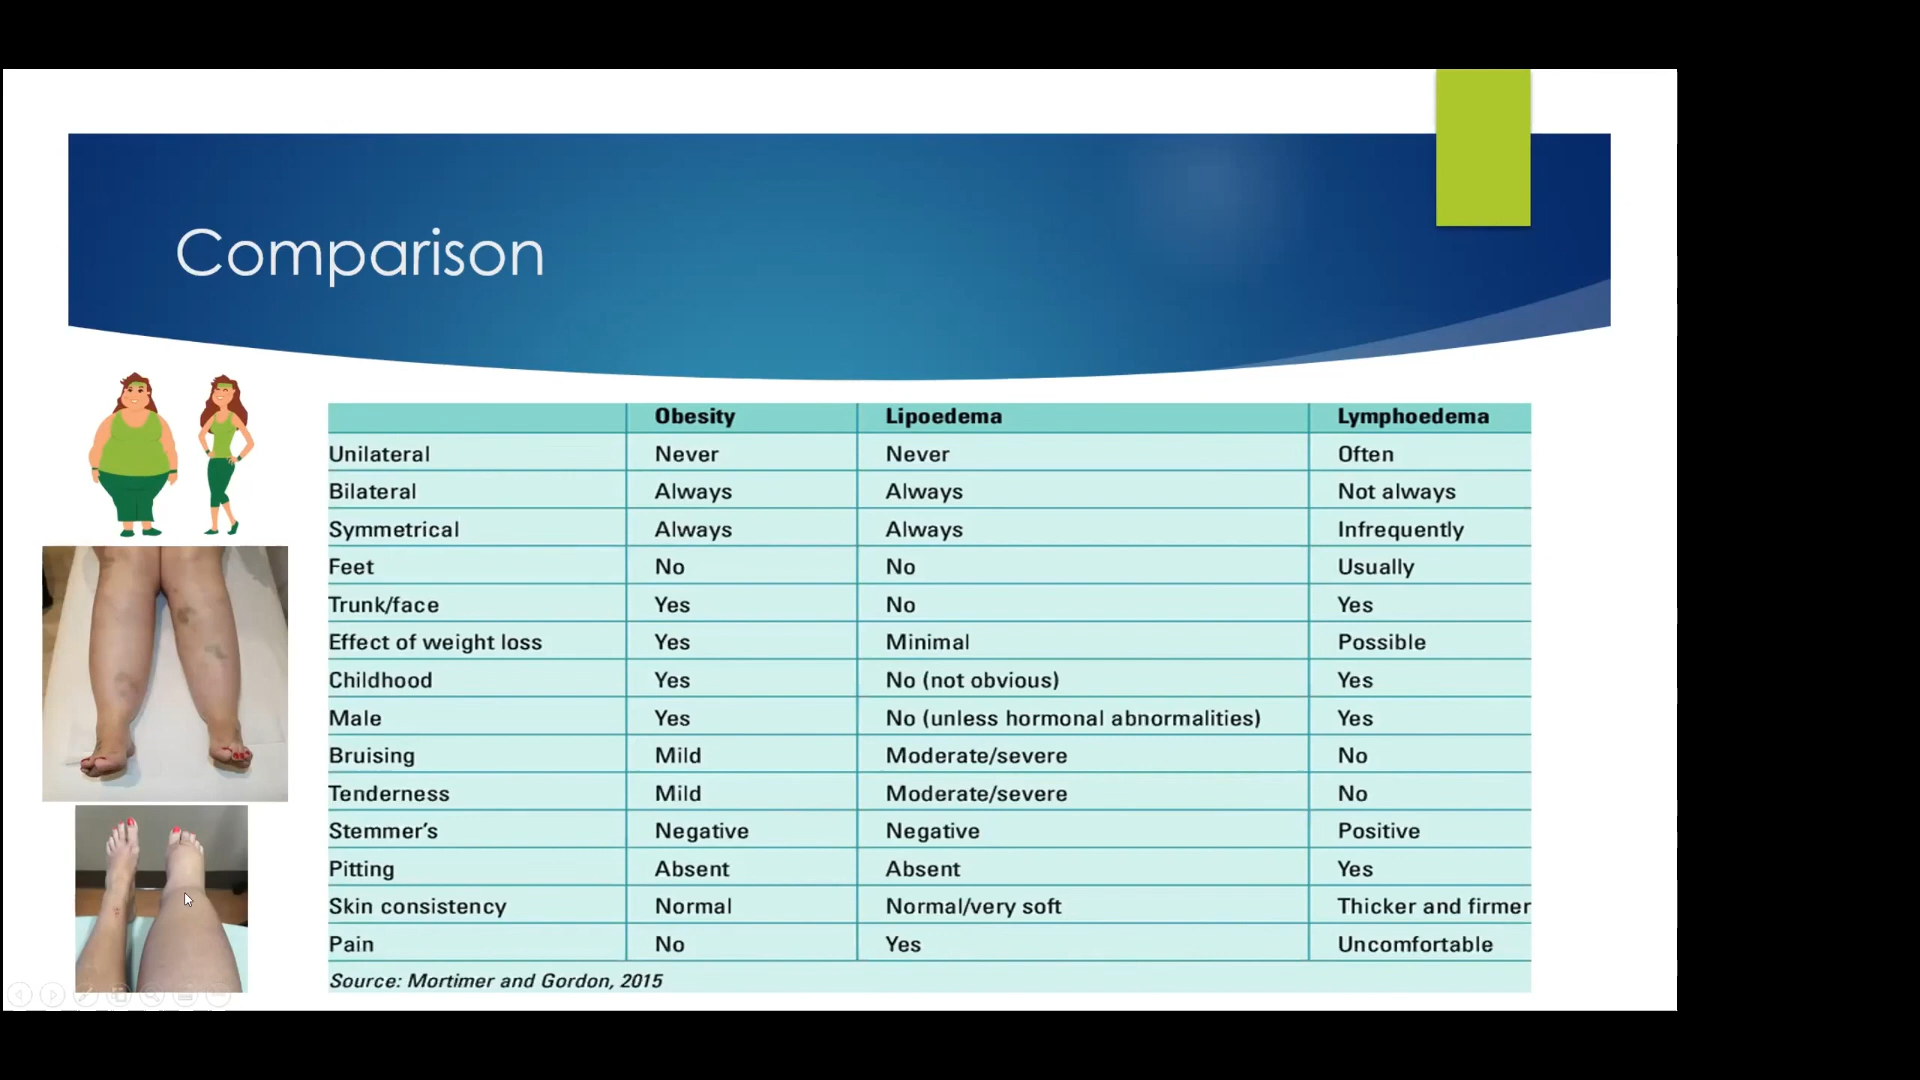 Comparison
Obesity Lipoedema Lymphoedema
Unilateral Never Never Often
Bilateral Always Always Not always
Symmetrical Always Always Infrequently
Feet No No Usually
Trunk/face Yes No Yes
Effect of weight loss Yes Minimal Possible
Childhood Yes No (not obvious) Yes
Male Yes No (unless hormonal abnormalities) Yes
Bruising Mild Moderate/severe No
Tenderness Mild Moderate/severe No
Stemmer’s Negative Negative Positive
Pitting Absent Absent Yes
Skin consistency Normal Normal/very soft Thicker and firmer
Pain No Yes Uncomfortable
Source: Mortimer and Gordon, 2015